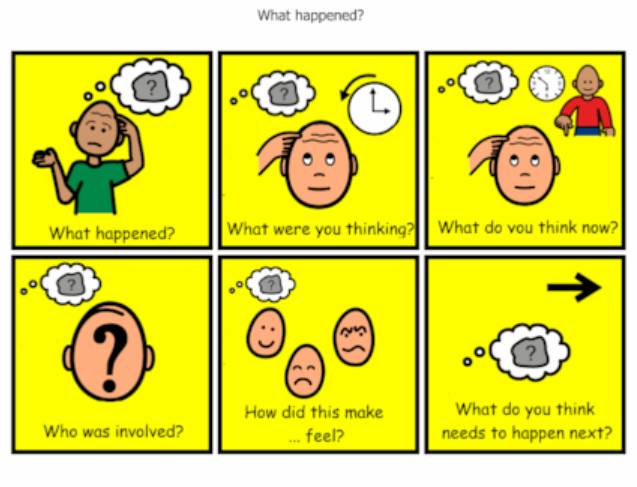 What happened?
?
What happened?
?
What were you thinking?
?
What do you think now?
?
?
Who was involved?
?
How did this make
... feel?
?
What do you think
needs to happen next?